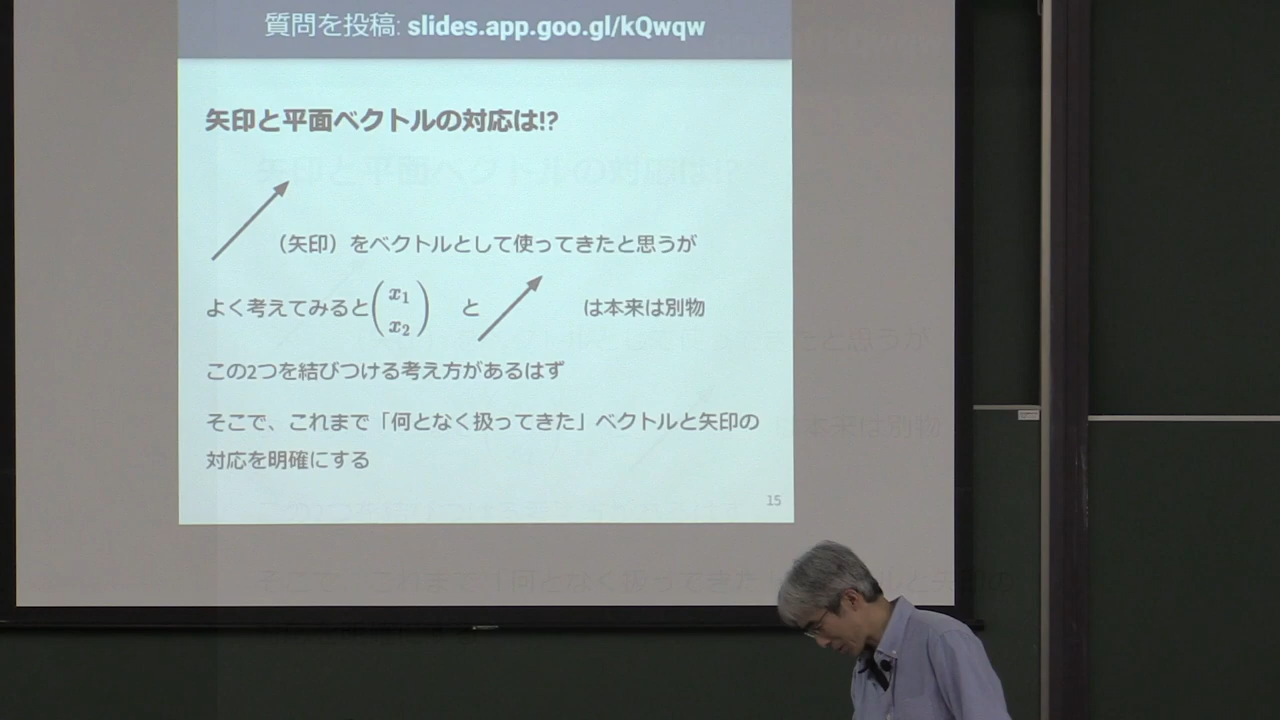 質問を投稿: slides.app.goo.gl/kQwqw
矢印と平面ベクトルの対応は!?
（矢印）をベクトルとして使ってきたと思うが
よく考えてみると(x₁ x₂) と は本来は別物
この2つを結びつける考え方があるはず
そこで、これまで「何となく扱ってきた」ベクトルと矢印の
対応を明確にする
15